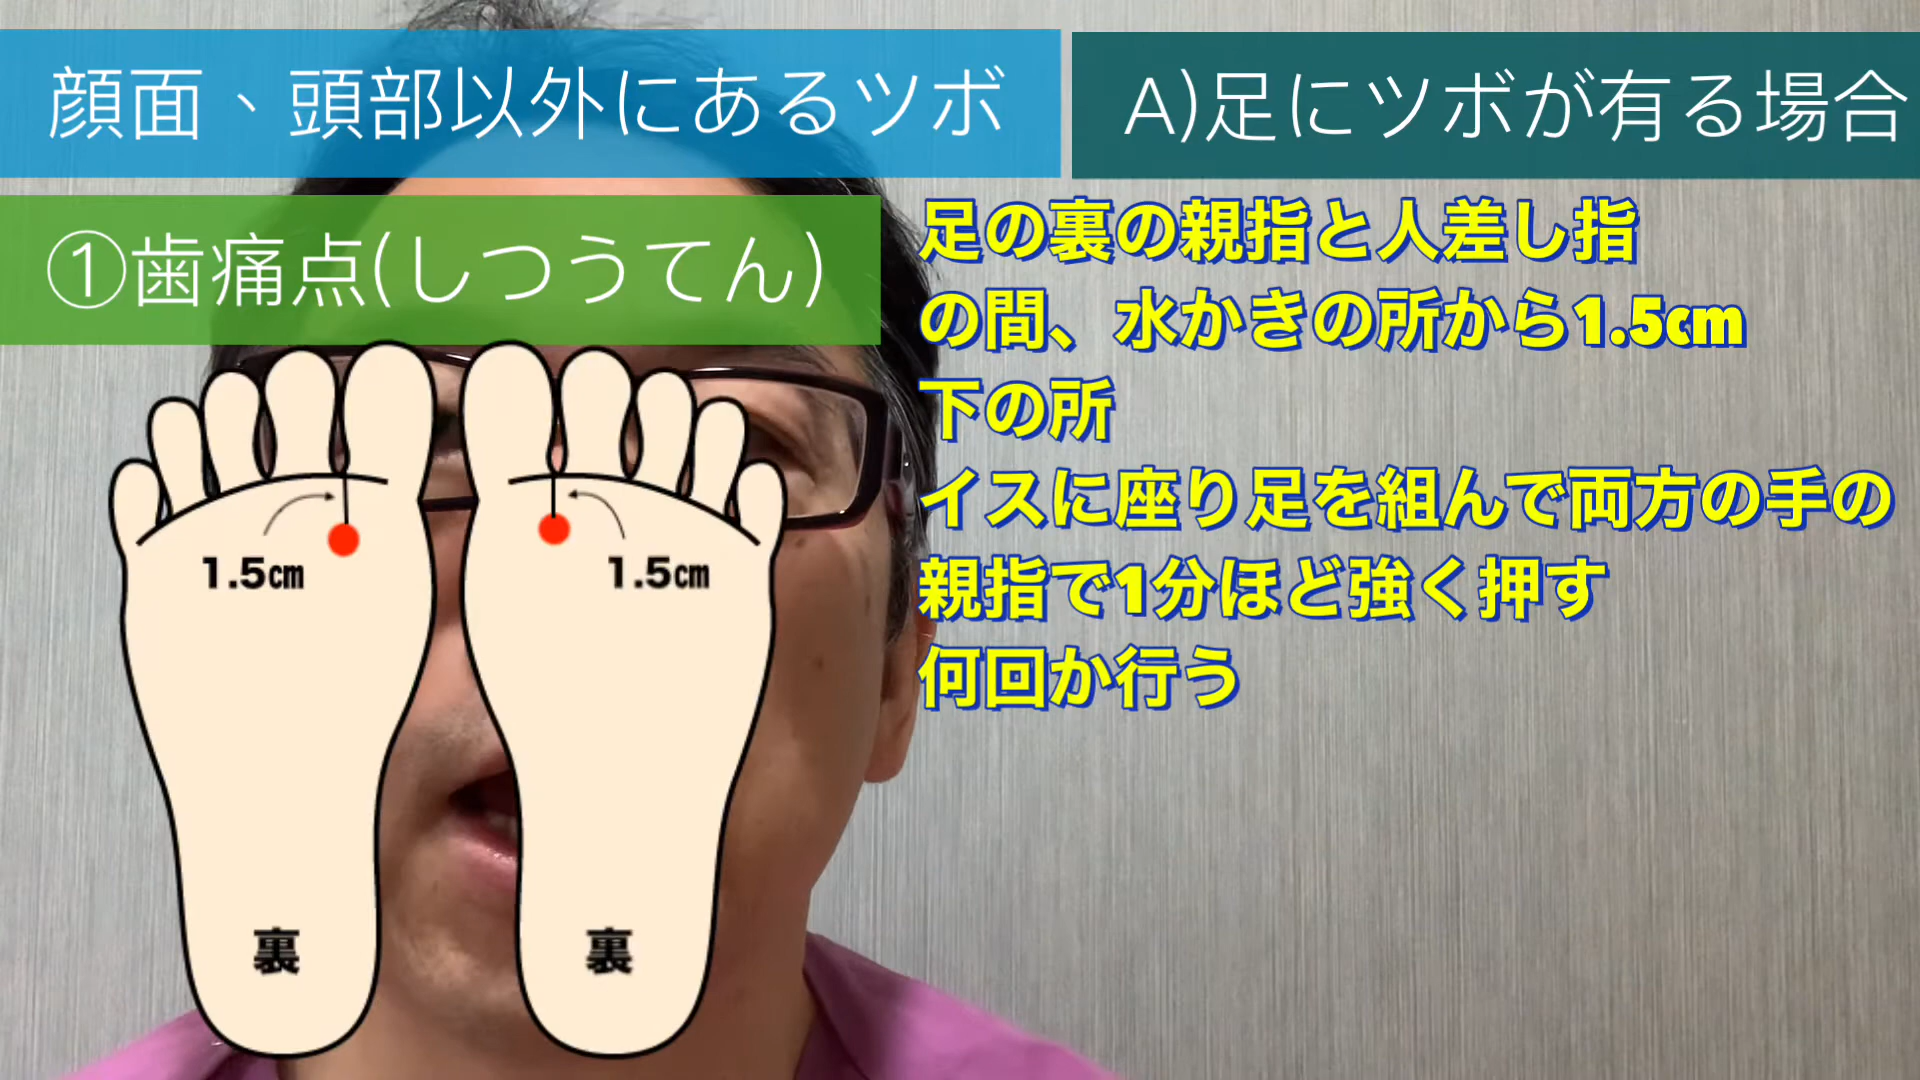 顔面、頭部以外にあるツボ
A)足にツボが有る場合
①歯痛点(しつうてん)
足の裏の親指と人差し指
の間、水かきの所から1.5cm
下の所
イスに座り足を組んで両方の手の
親指で1分ほど強く押す
何回か行う
1.5㎝
1.5㎝
裏
裏